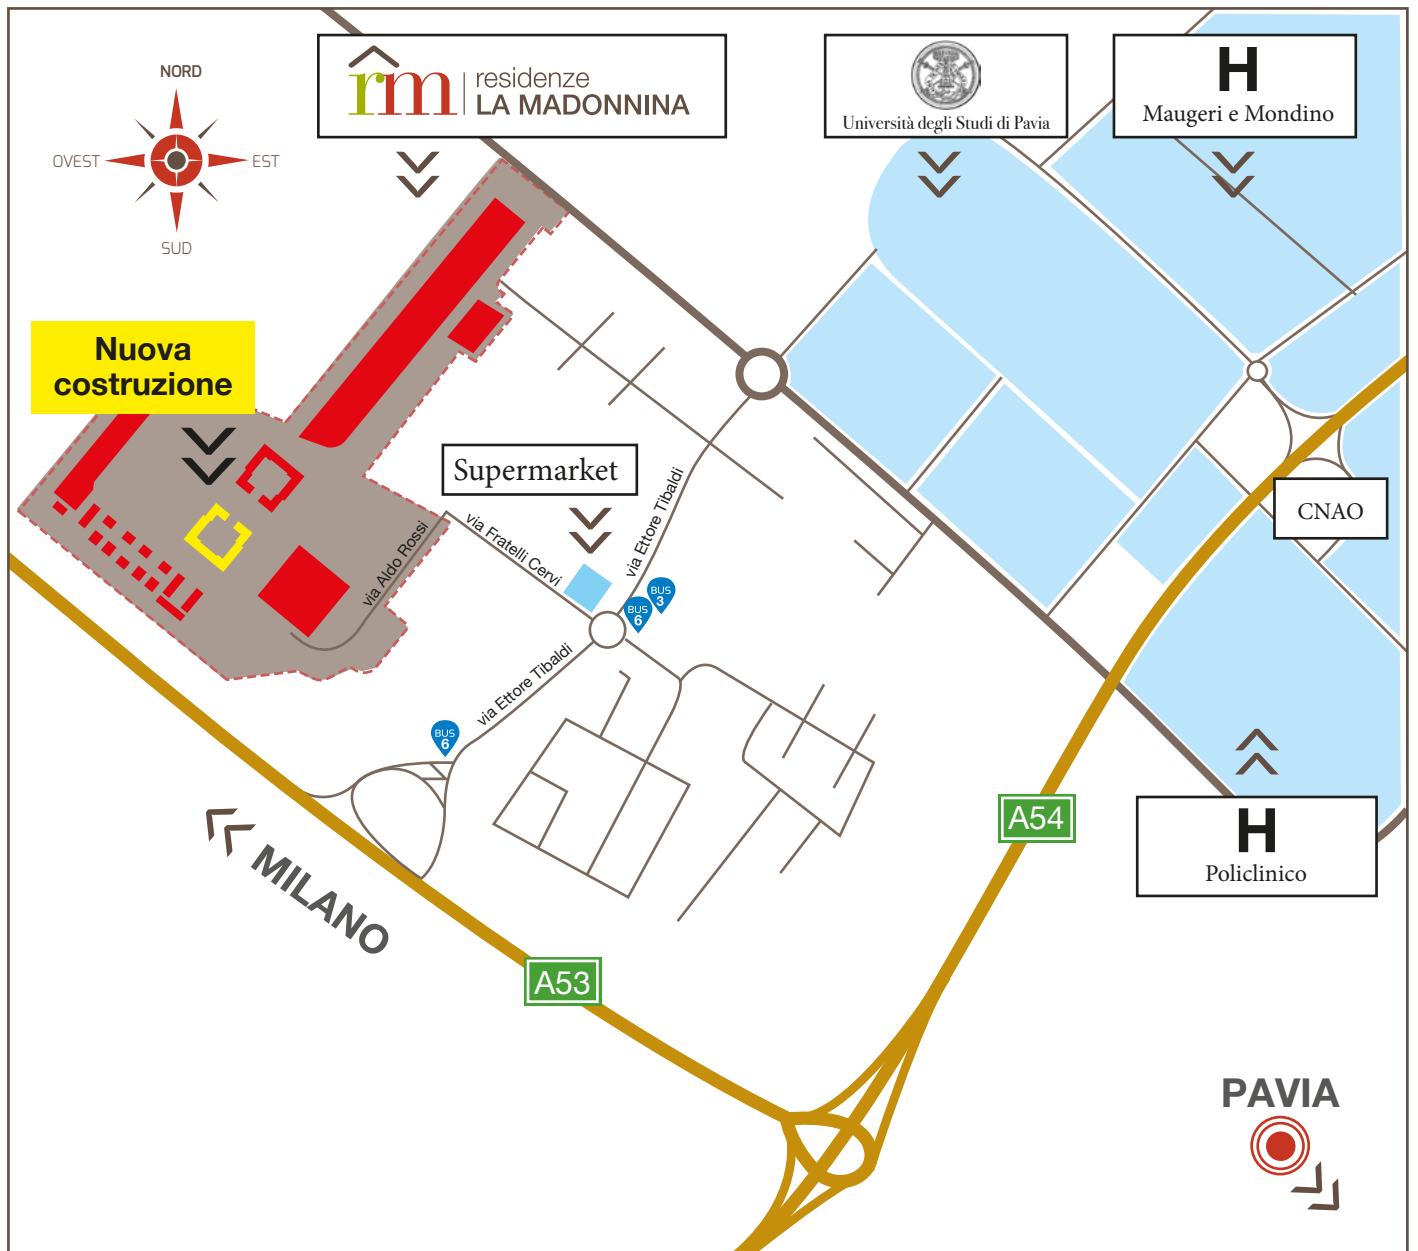 NORD
OVEST
EST
SUD
rm
residenze
LA MADONNINA
Università degli Studi di Pavia
H
Maugeri e Mondino
Nuova
costruzione
Supermarket
via Aldo Rossi
via Fratelli Cervi
via Ettore Tibaldi
BUS
3
BUS
6
via Ettore Tibaldi
BUS
6
CNAO
MILANO
A53
A54
H
Policlinico
PAVIA